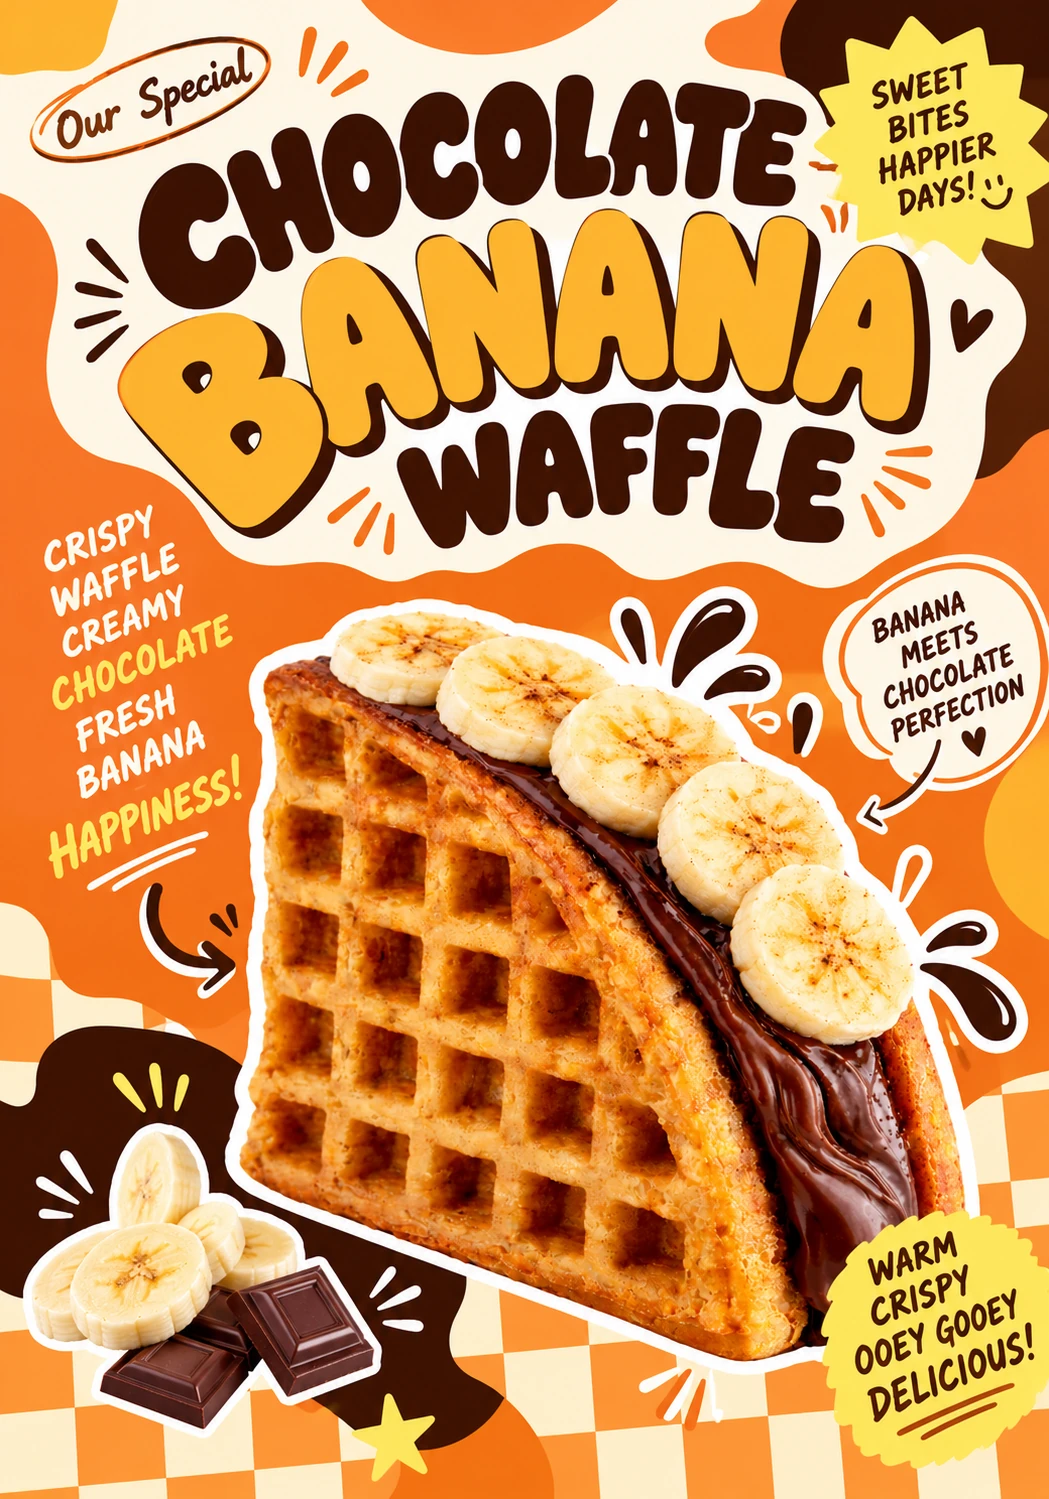 Our Special
CHOCOLATE
BANANA
WAFFLE
SWEET
BITES
HAPPIER
DAYS!
CRISPY
WAFFLE
CREAMY
CHOCOLATE
FRESH
BANANA
HAPPINESS!
BANANA
MEETS
CHOCOLATE
PERFECTION
WARM
CRISPY
OOEY GOOEY
DELICIOUS!